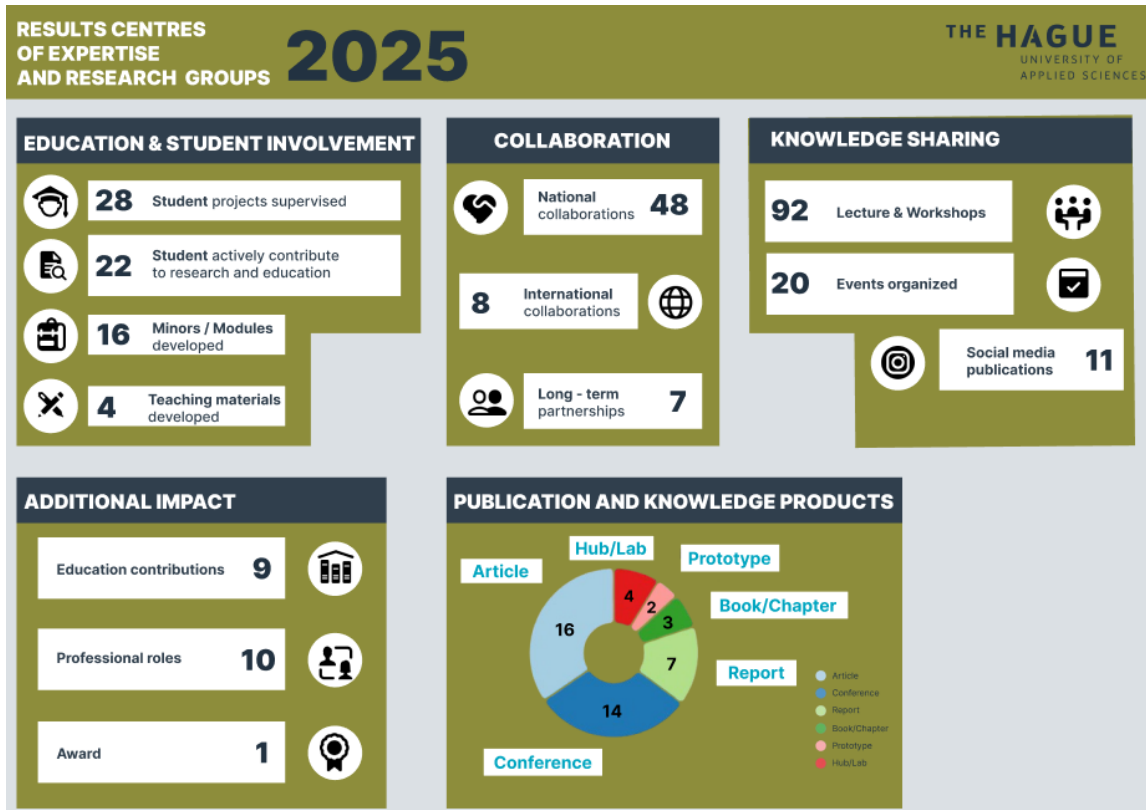 RESULTS CENTRES
OF EXPERTISE
AND RESEARCH GROUPS
2025
THE HAGUE
UNIVERSITY OF
APPLIED SCIENCES
EDUCATION & STUDENT INVOLVEMENT
28 Student projects supervised
22 Student actively contribute
to research and education
16 Minors / Modules
developed
4 Teaching materials
developed
COLLABORATION
National
collaborations 48
8 International
collaborations
Long - term
partnerships 7
KNOWLEDGE SHARING
92 Lecture & Workshops
20 Events organized
Social media
publications 11
ADDITIONAL IMPACT
Education contributions 9
Professional roles 10
Award 1
PUBLICATION AND KNOWLEDGE PRODUCTS
Hub/Lab
Prototype
Article
Book/Chapter
Report
Conference
4
2
3
16
7
14
Article
Conference
Report
Book/Chapter
Prototype
Hub/Lab